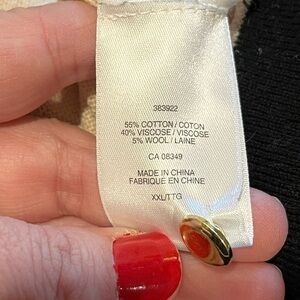 383922
55% COTTON / COTON
40% VISCOSE / VISCOSE
5% WOOL / LAINE
CA 08349
MADE IN CHINA
FABRIQUE EN CHINE
XXL/TTG